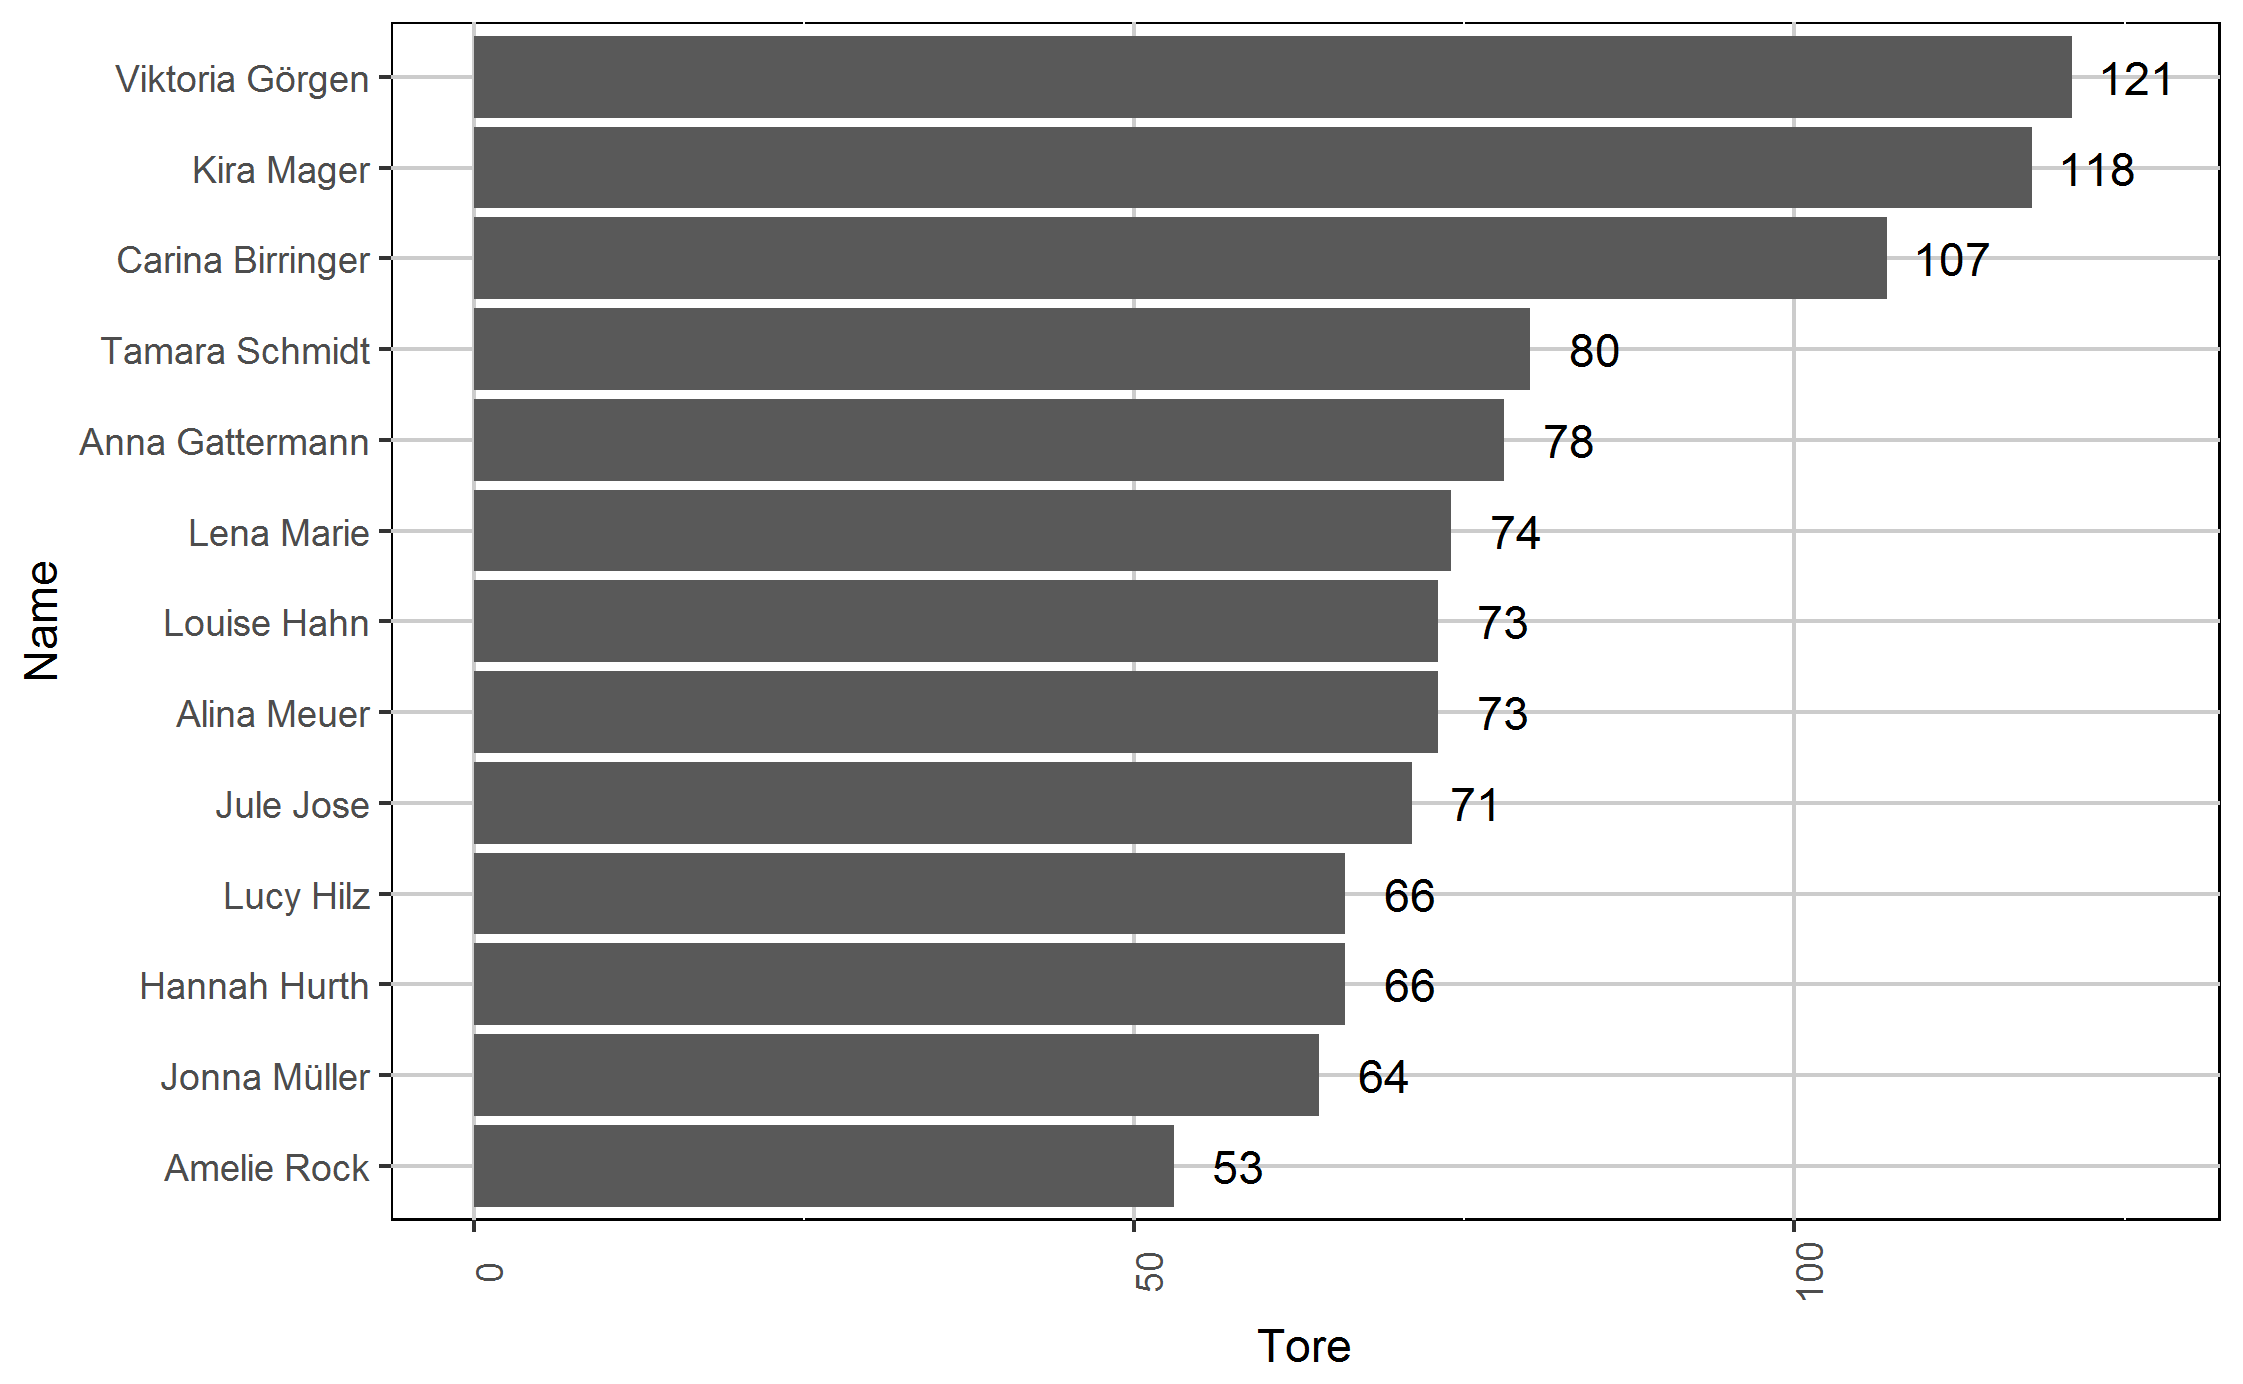 Viktoria Görgen 121
Kira Mager 118
Carina Birringer 107
Tamara Schmidt 80
Anna Gattermann 78
Lena Marie 74
Louise Hahn 73
Alina Meuer 73
Jule Jose 71
Lucy Hilz 66
Hannah Hurth 66
Jonna Müller 64
Amelie Rock 53
Name
0 50 100
Tore